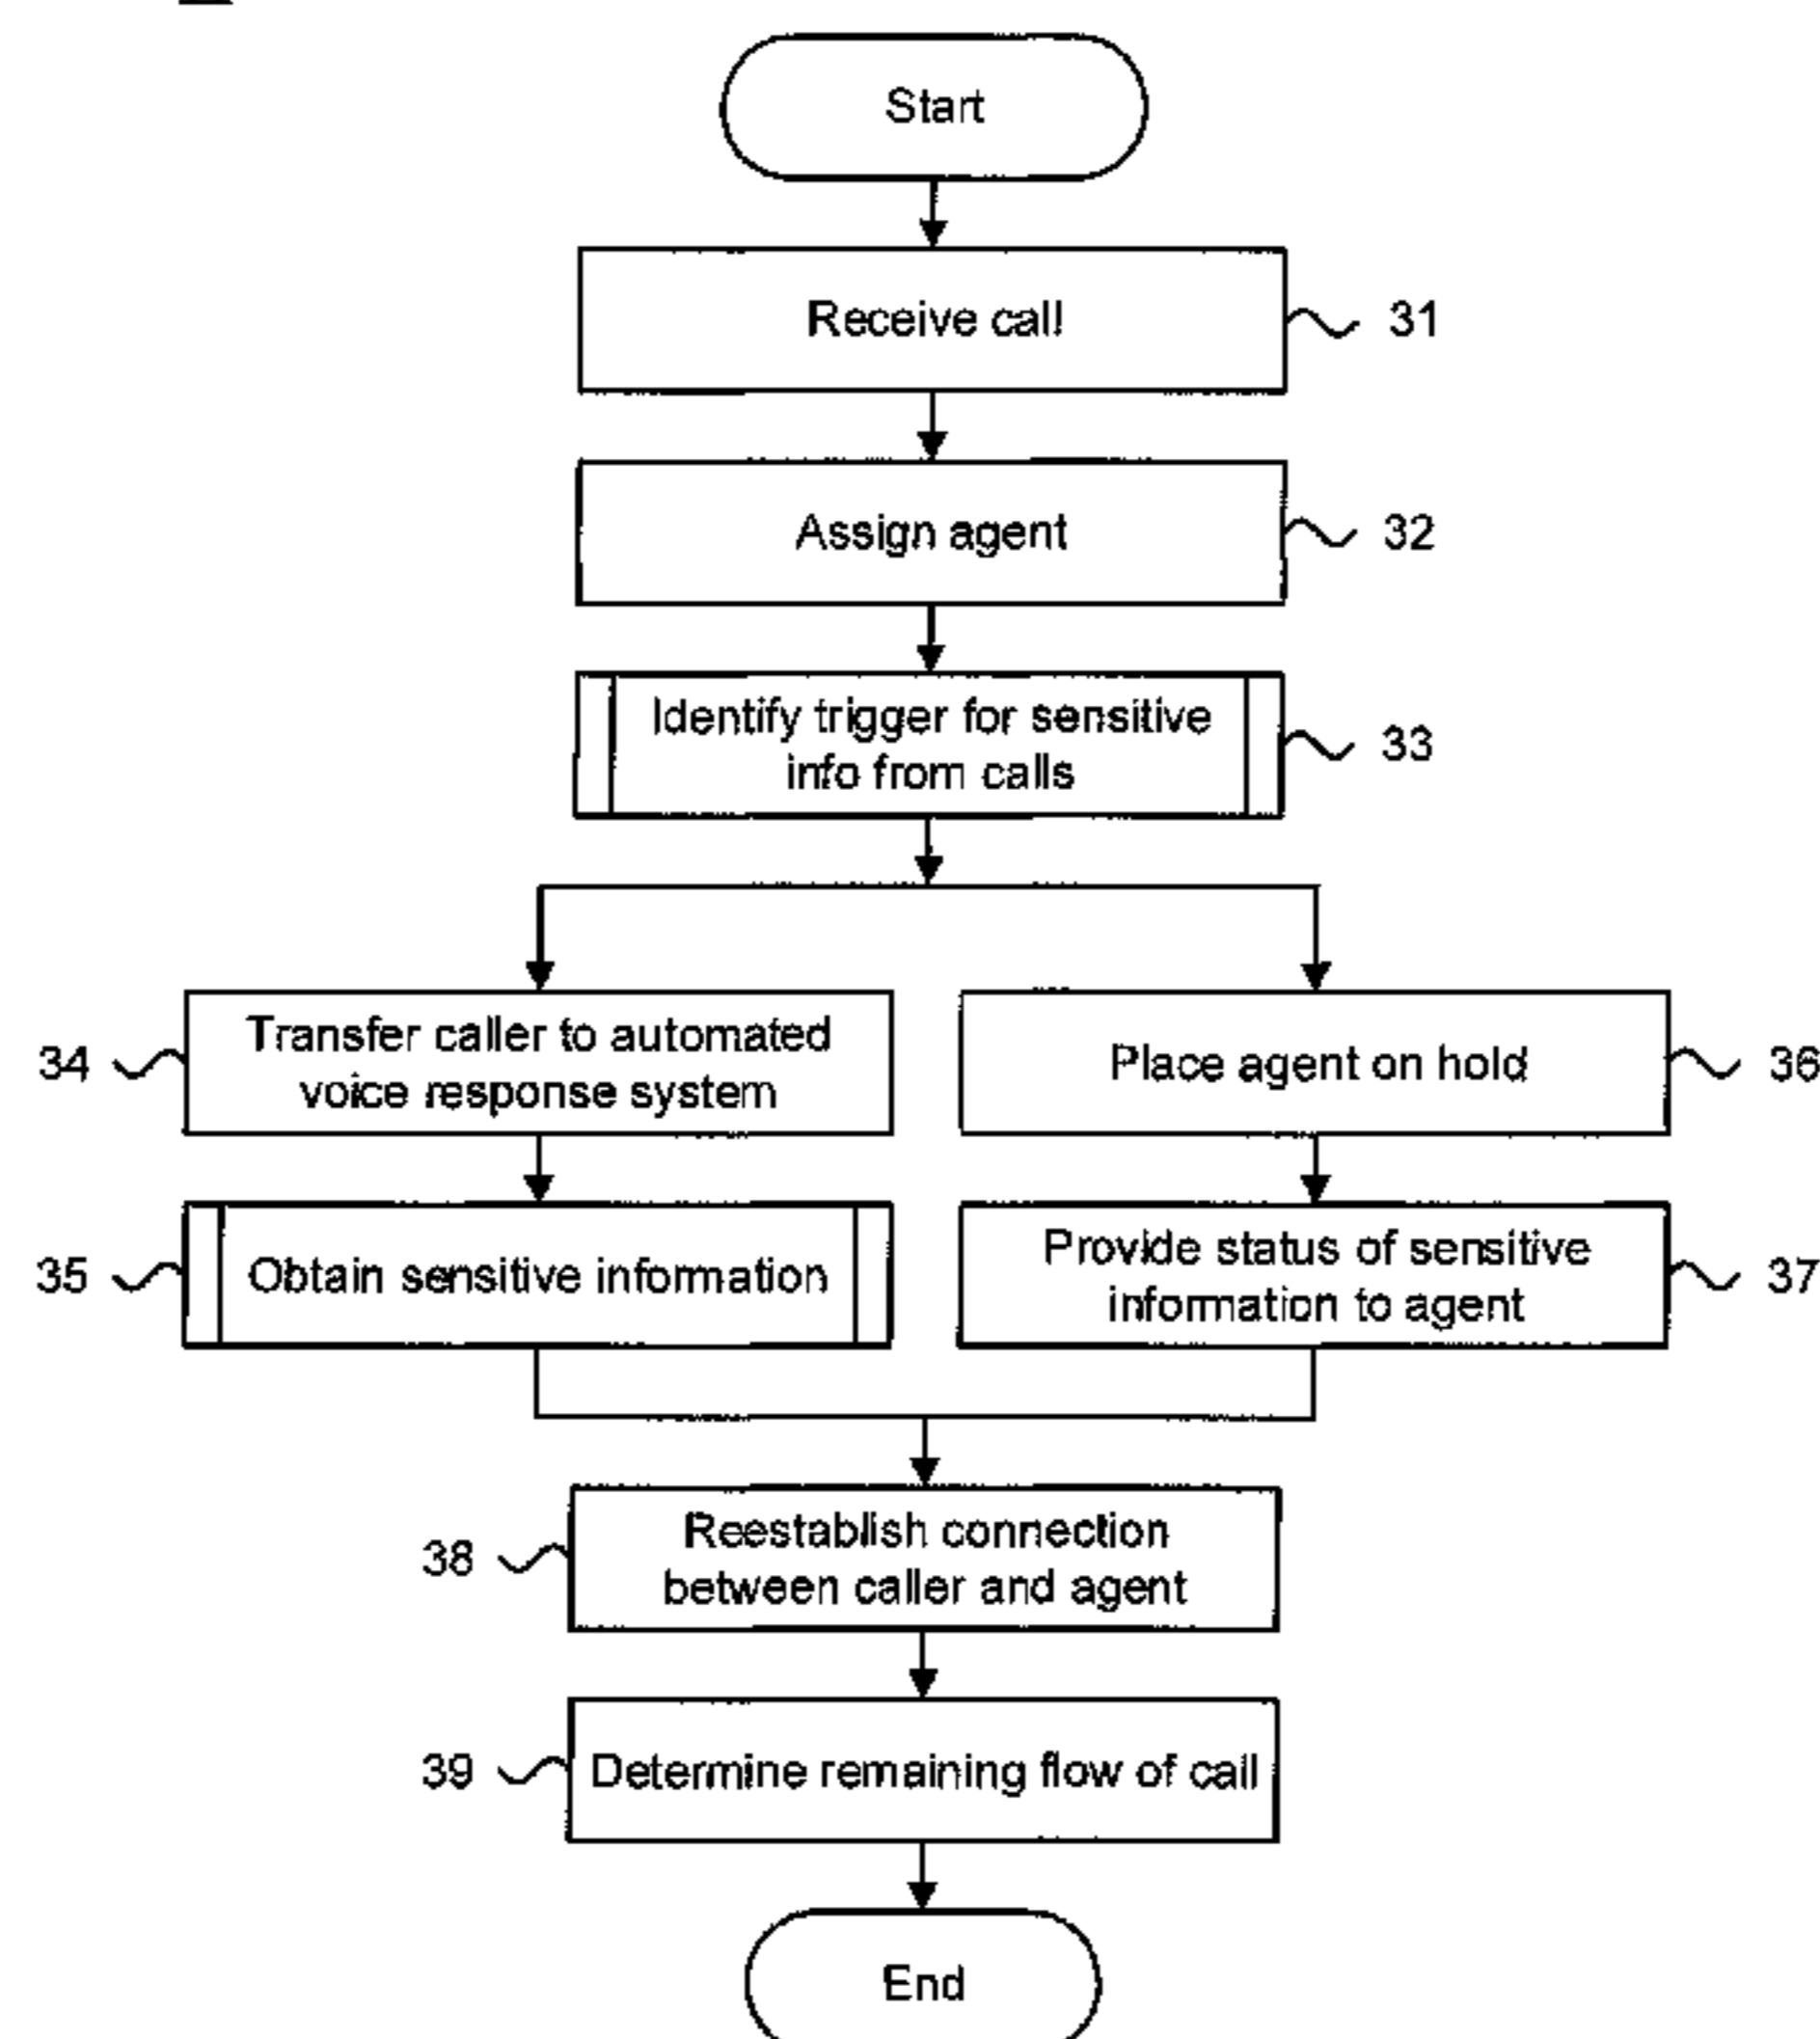 Start
Receive call
31
Assign agent
32
Identify trigger for sensitive
info from calls
33
34
Transfer caller to automated
voice response system
Place agent on hold
36
35
Obtain sensitive information
Provide status of sensitive
information to agent
37
38
Reestablish connection
between caller and agent
39
Determine remaining flow of call
End